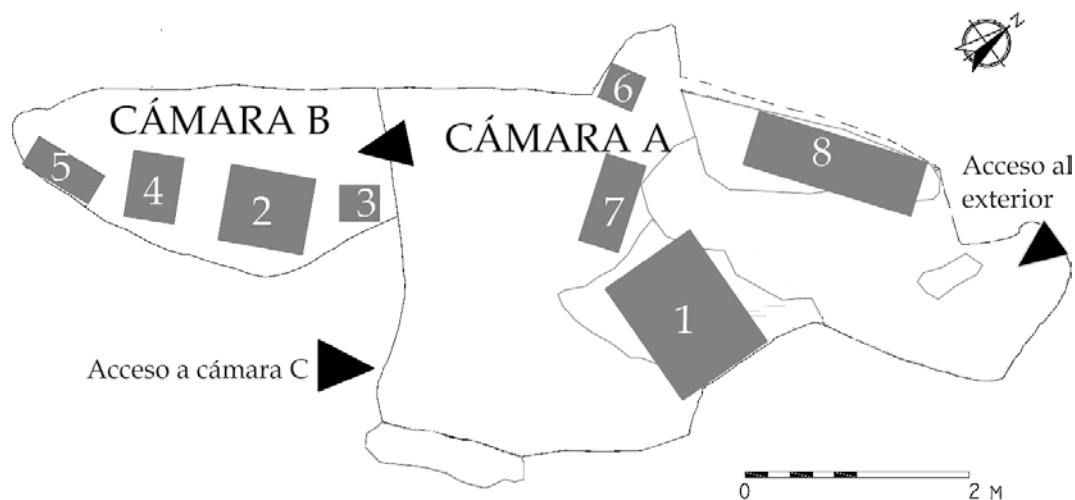 Z
CÁMARA B
CÁMARA A
6
5
4
2
3
7
8
Acceso al
exterior
1
Acceso a cámara C
0
2 M